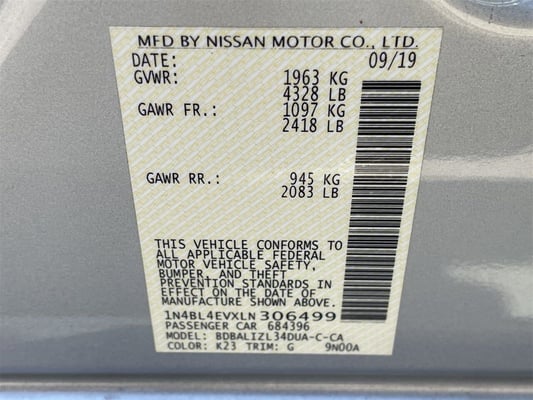 MFD BY NISSAN MOTOR CO., LTD.
DATE: 09/19
GVWR: 1963 KG
4328 LB
GAWR FR.: 1097 KG
2418 LB
GAWR RR.: 945 KG
2083 LB
THIS VEHICLE CONFORMS TO
ALL APPLICABLE FEDERAL
MOTOR VEHICLE SAFETY,
BUMPER, AND THEFT
PREVENTION STANDARDS IN
EFFECT ON THE DATE OF
MANUFACTURE SHOWN ABOVE.
1N4BL4EVXLN306499
PASSENGER CAR 684396
MODEL: BDBALIZL34DUA-C-CA
COLOR: K23 TRIM: G 9N00A